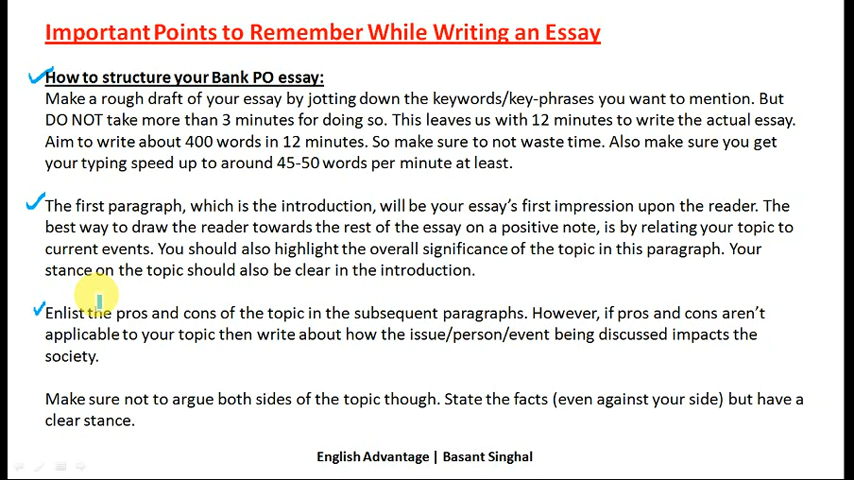 Important Points to Remember While Writing an Essay
How to structure your Bank PO essay:
Make a rough draft of your essay by jotting down the keywords/key-phrases you want to mention. But
DO NOT take more than 3 minutes for doing so. This leaves us with 12 minutes to write the actual essay.
Aim to write about 400 words in 12 minutes. So make sure to not waste time. Also make sure you get
your typing speed up to around 45-50 words per minute at least.
The first paragraph, which is the introduction, will be your essay's first impression upon the reader. The
best way to draw the reader towards the rest of the essay on a positive note, is by relating your topic to
current events. You should also highlight the overall significance of the topic in this paragraph. Your
stance on the topic should also be clear in the introduction.
Enlist the pros and cons of the topic in the subsequent paragraphs. However, if pros and cons aren't
applicable to your topic then write about how the issue/person/event being discussed impacts the
society.
Make sure not to argue both sides of the topic though. State the facts (even against your side) but have a
clear stance.
English Advantage | Basant Singhal